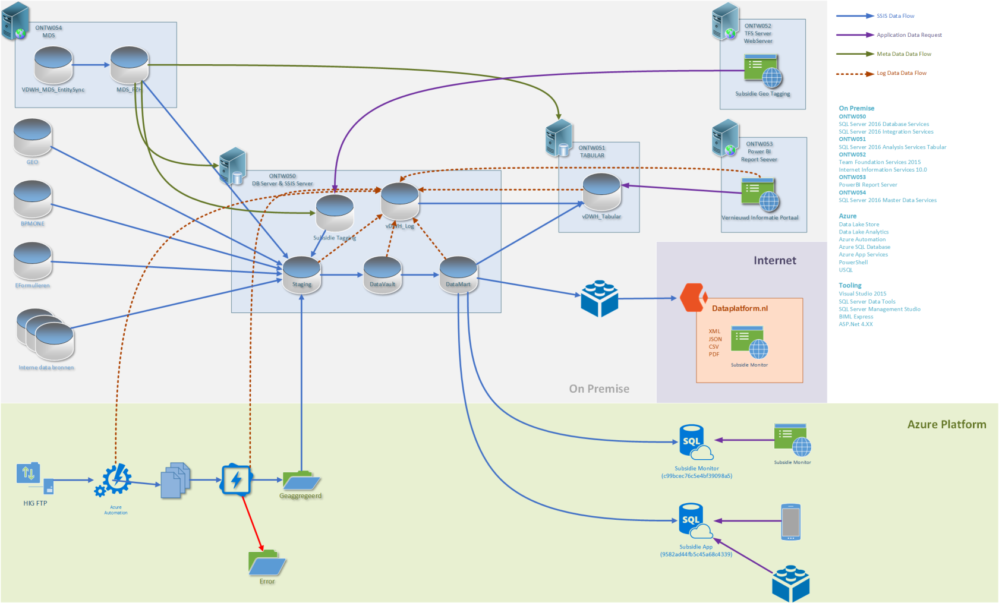 ONTW054
MDS
VDWH_MDS_EntitySync
MDS_PZH
GEO
BPMONE
EFormulieren
Interne data bronnen
ONTW050
DB Server & SSIS Server
Subsidie Tagging
vDWH_Log
Staging
DataVault
DataMart
ONTW051
TABULAR
vDWH_Tabular
ONTW052
TFS Server
WebServer
Subsidie Geo Tagging
ONTW053
Power BI
Report Seever
Vernieuwd Informatie Portaal
Internet
Dataplatform.nl
XML
JSON
CSV
PDF
Subsidie Monitor
On Premise
Azure Platform
HIG FTP
Azure
Automation
Geaggregeerd
Error
SQL
Subsidie Monitor
(c99bcec76c5e4bf39098a5)
Subsidie Monitor
SQL
Subsidie App
(9582ad44fb5c45a68c4339)
SSIS Data Flow
Application Data Request
Meta Data Data Flow
Log Data Data Flow
On Premise
ONTW050
SQL Server 2016 Database Services
SQL Server 2016 Integration Services
ONTW051
SQL Server 2016 Analysis Services Tabular
ONTW052
Team Foundation Services 2015
Internet Information Services 10.0
ONTW053
PowerBI Report Server
ONTW054
SQL Server 2016 Master Data Services
Azure
Data Lake Store
Data Lake Analytics
Azure Automation
Azure SQL Database
Azure App Services
PowerShell
USQL
Tooling
Visual Studio 2015
SQL Server Data Tools
SQL Server Management Studio
BIML Express
ASP.Net 4.XX